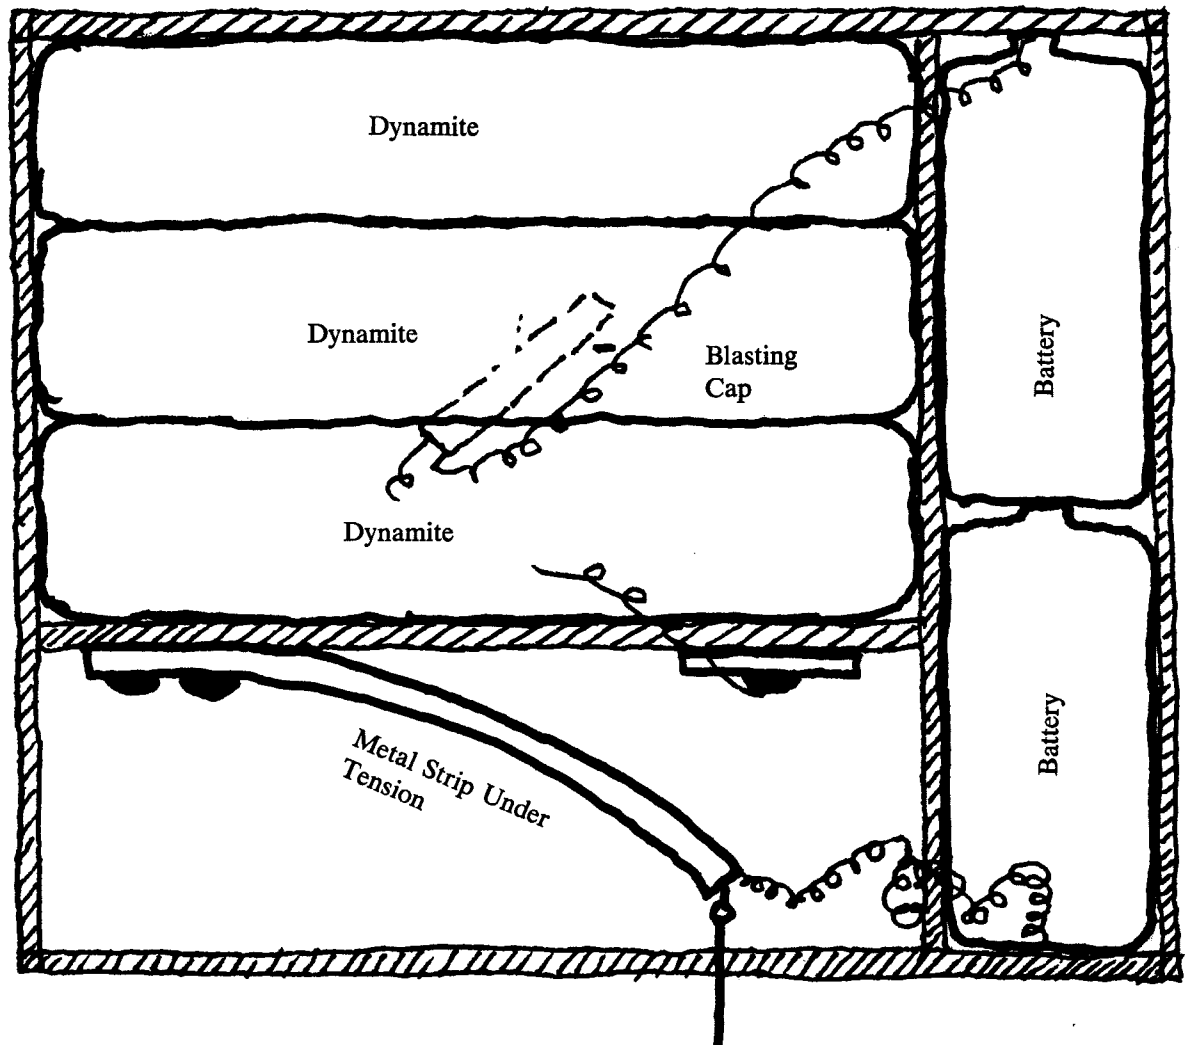 Dynamite
Dynamite
Blasting
Cap
Battery
Dynamite
Metal Strip Under
Tension
Battery